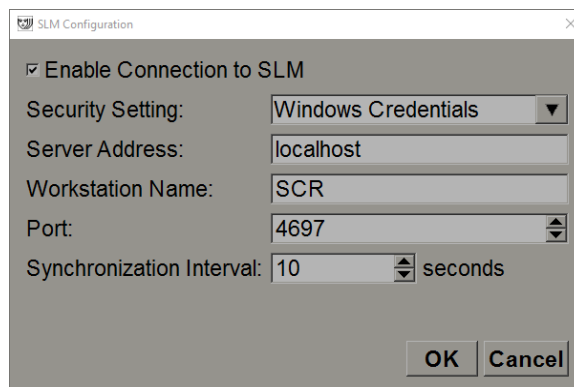 SLM Configuration
Enable Connection to SLM
Security Setting: Windows Credentials
Server Address: localhost
Workstation Name: SCR
Port: 4697
Synchronization Interval: 10 seconds
OK Cancel